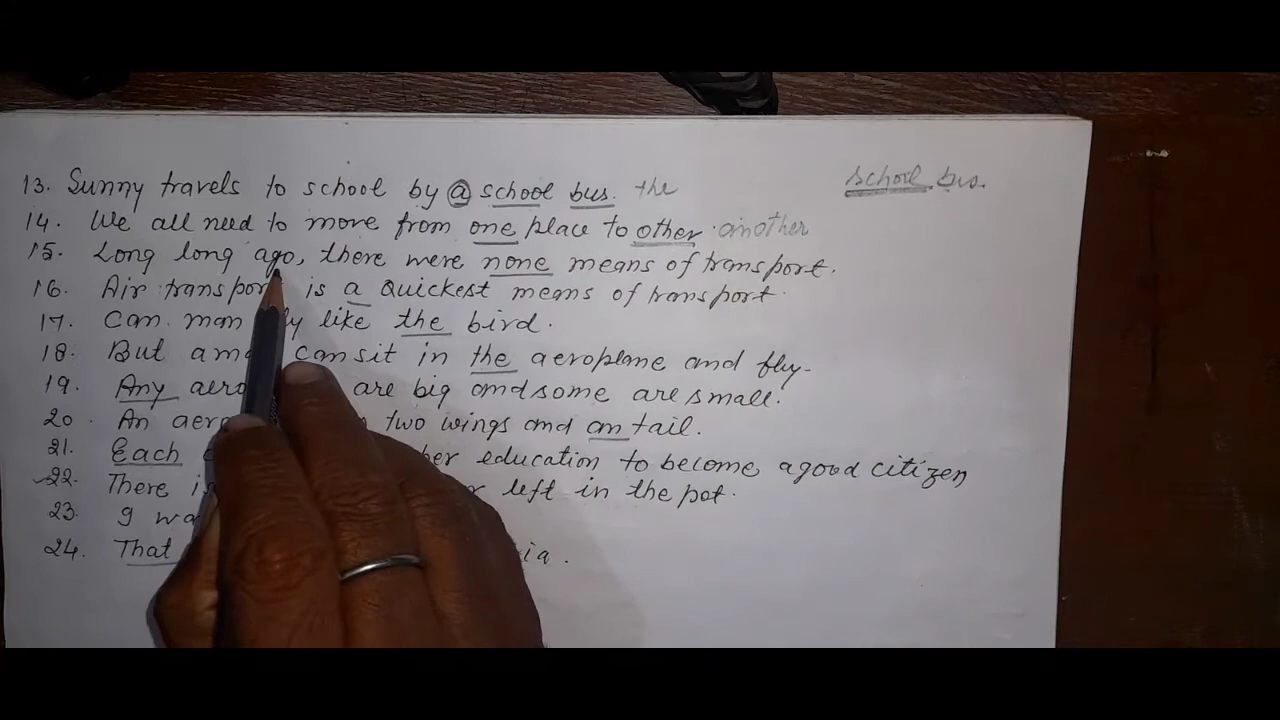 13. Sunny travels to school by a school bus. the
school bus.
14. We all need to move from one place to other another
15. Long long ago, there were none means of transport.
16. Air transport is a quickest means of transport.
17. Can man like the bird.
18. But a can sit in the aeroplane and fly.
19. Any are big and some are small.
20. An two wings and an tail.
21. Each education to become a good citizen
22. There left in the pot.
23. I
24. That